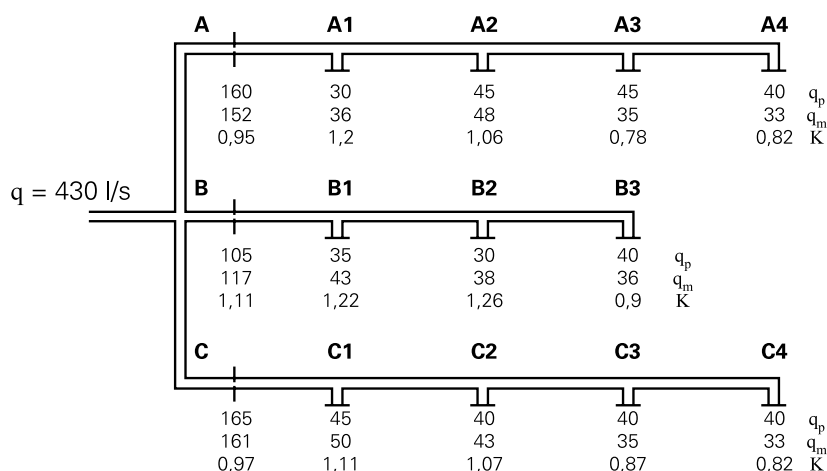 A A1 A2 A3 A4
160 30 45 45 40 qp
152 36 48 35 33 qm
0,95 1,2 1,06 0,78 0,82 K
q = 430 l/s
B B1 B2 B3
105 35 30 40 qp
117 43 38 36 qm
1,11 1,22 1,26 0,9 K
C C1 C2 C3 C4
165 45 40 40 40 qp
161 50 43 35 33 qm
0,97 1,11 1,07 0,87 0,82 K